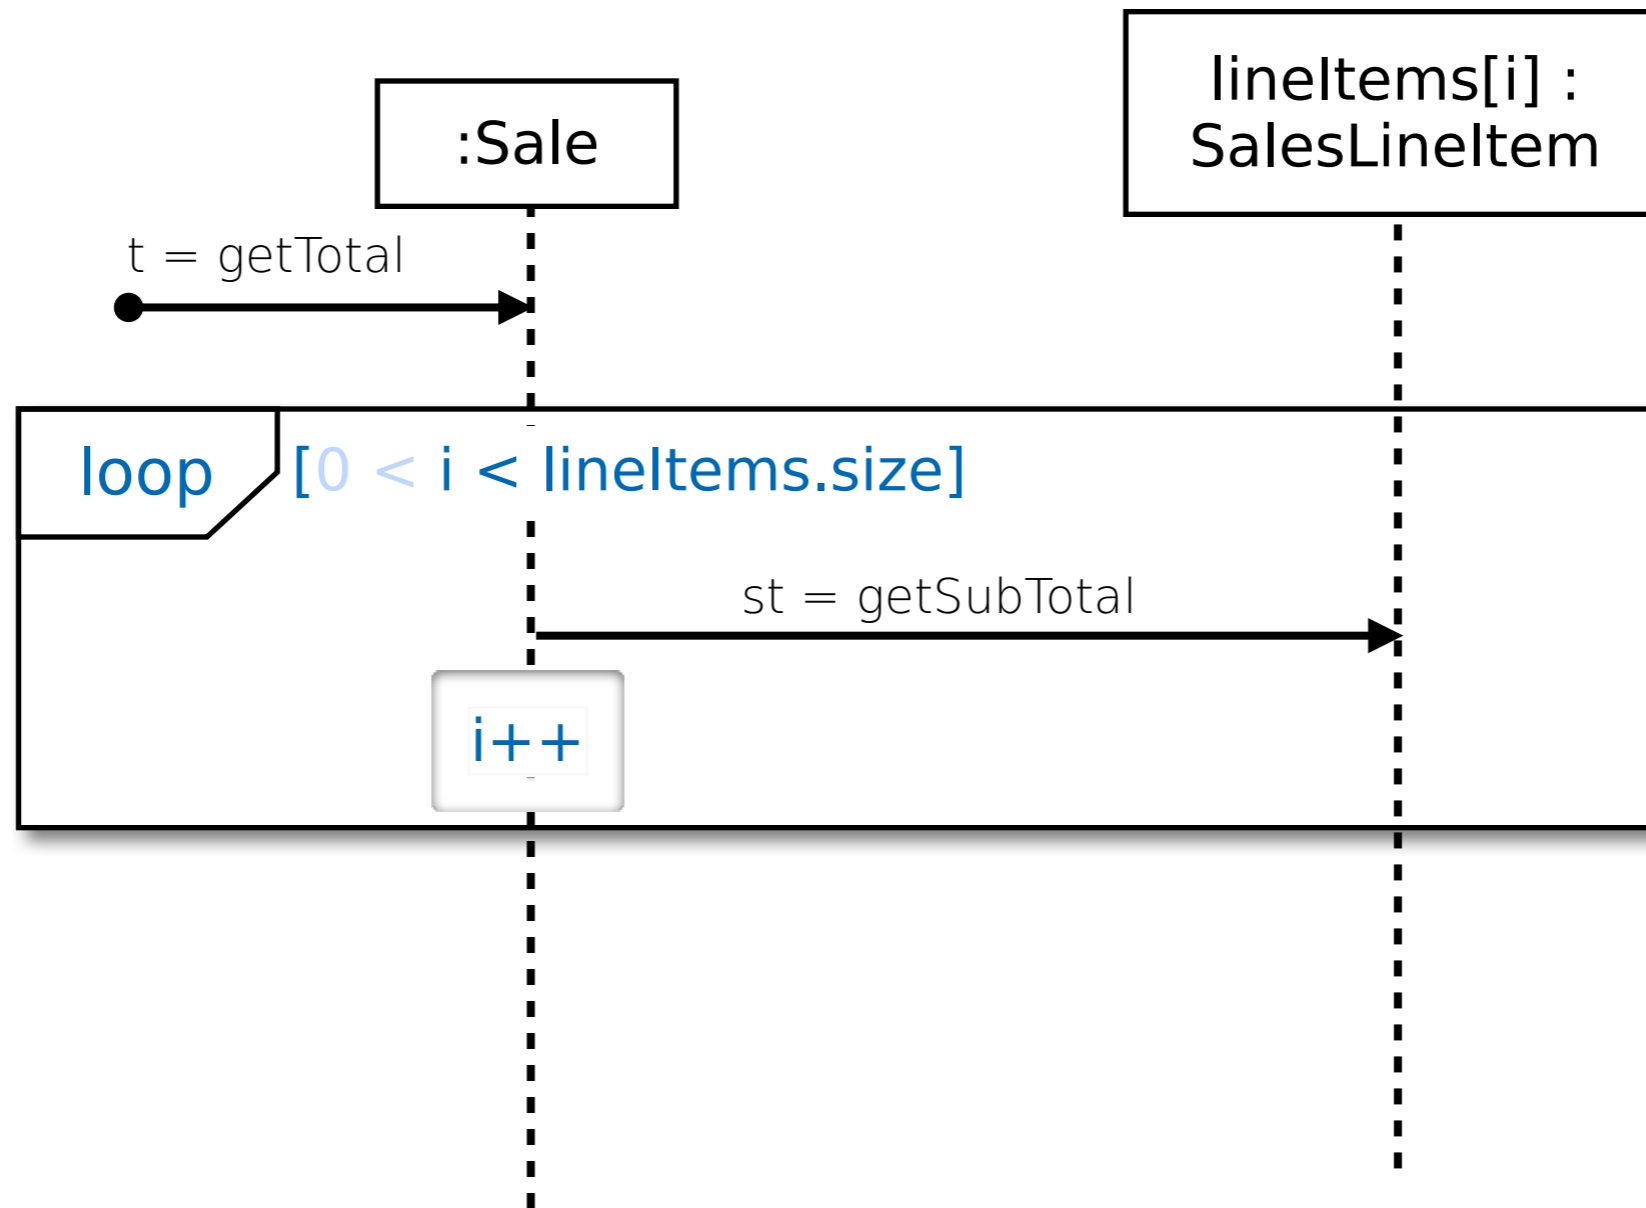 :Sale
lineItems[i] :
SalesLineItem
t = getTotal
loop
[0 < i < lineItems.size]
st = getSubTotal
i++